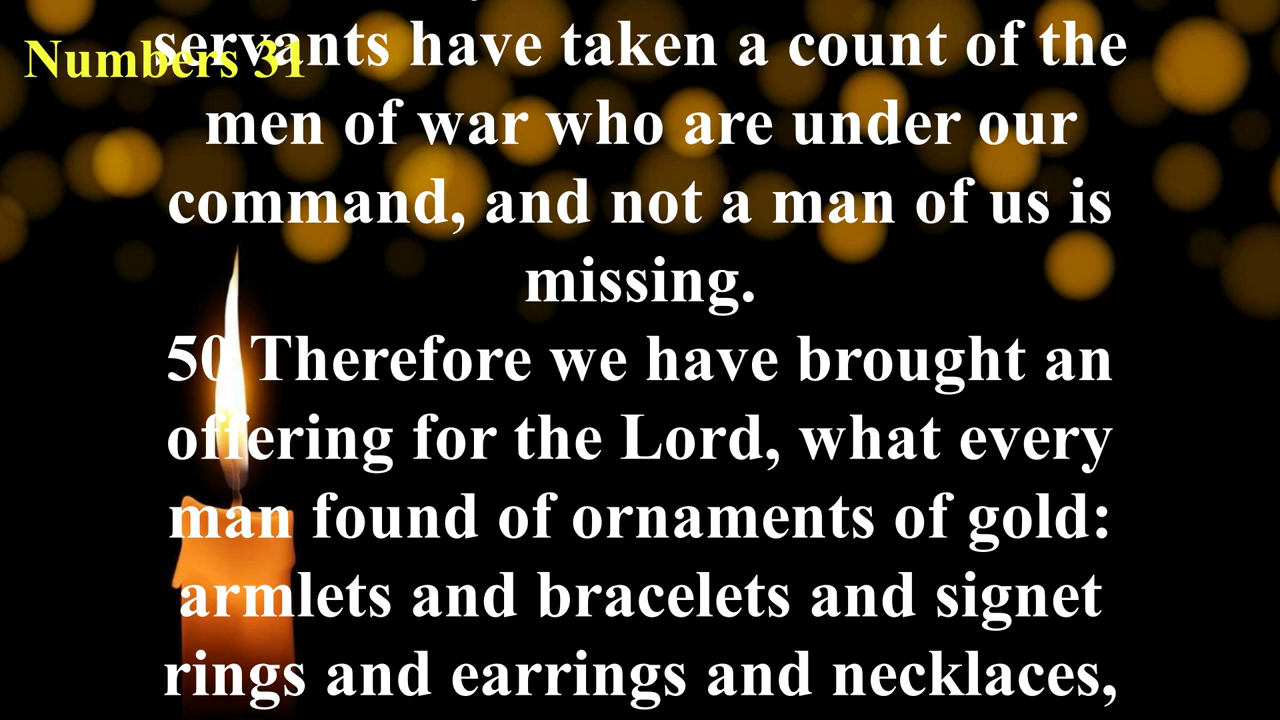 Numbers 31
servants have taken a count of the
men of war who are under our
command, and not a man of us is
missing.
50 Therefore we have brought an
offering for the Lord, what every
man found of ornaments of gold:
armlets and bracelets and signet
rings and earrings and necklaces,